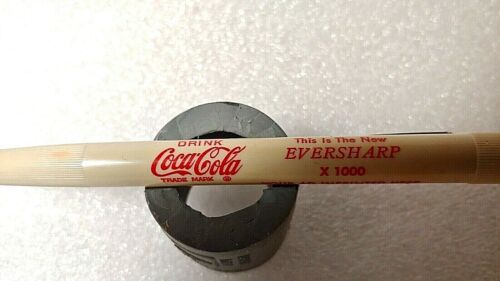 DRINK
Coca-Cola
TRADE MARK ®
This Is The New
EVERSHARP
X 1000